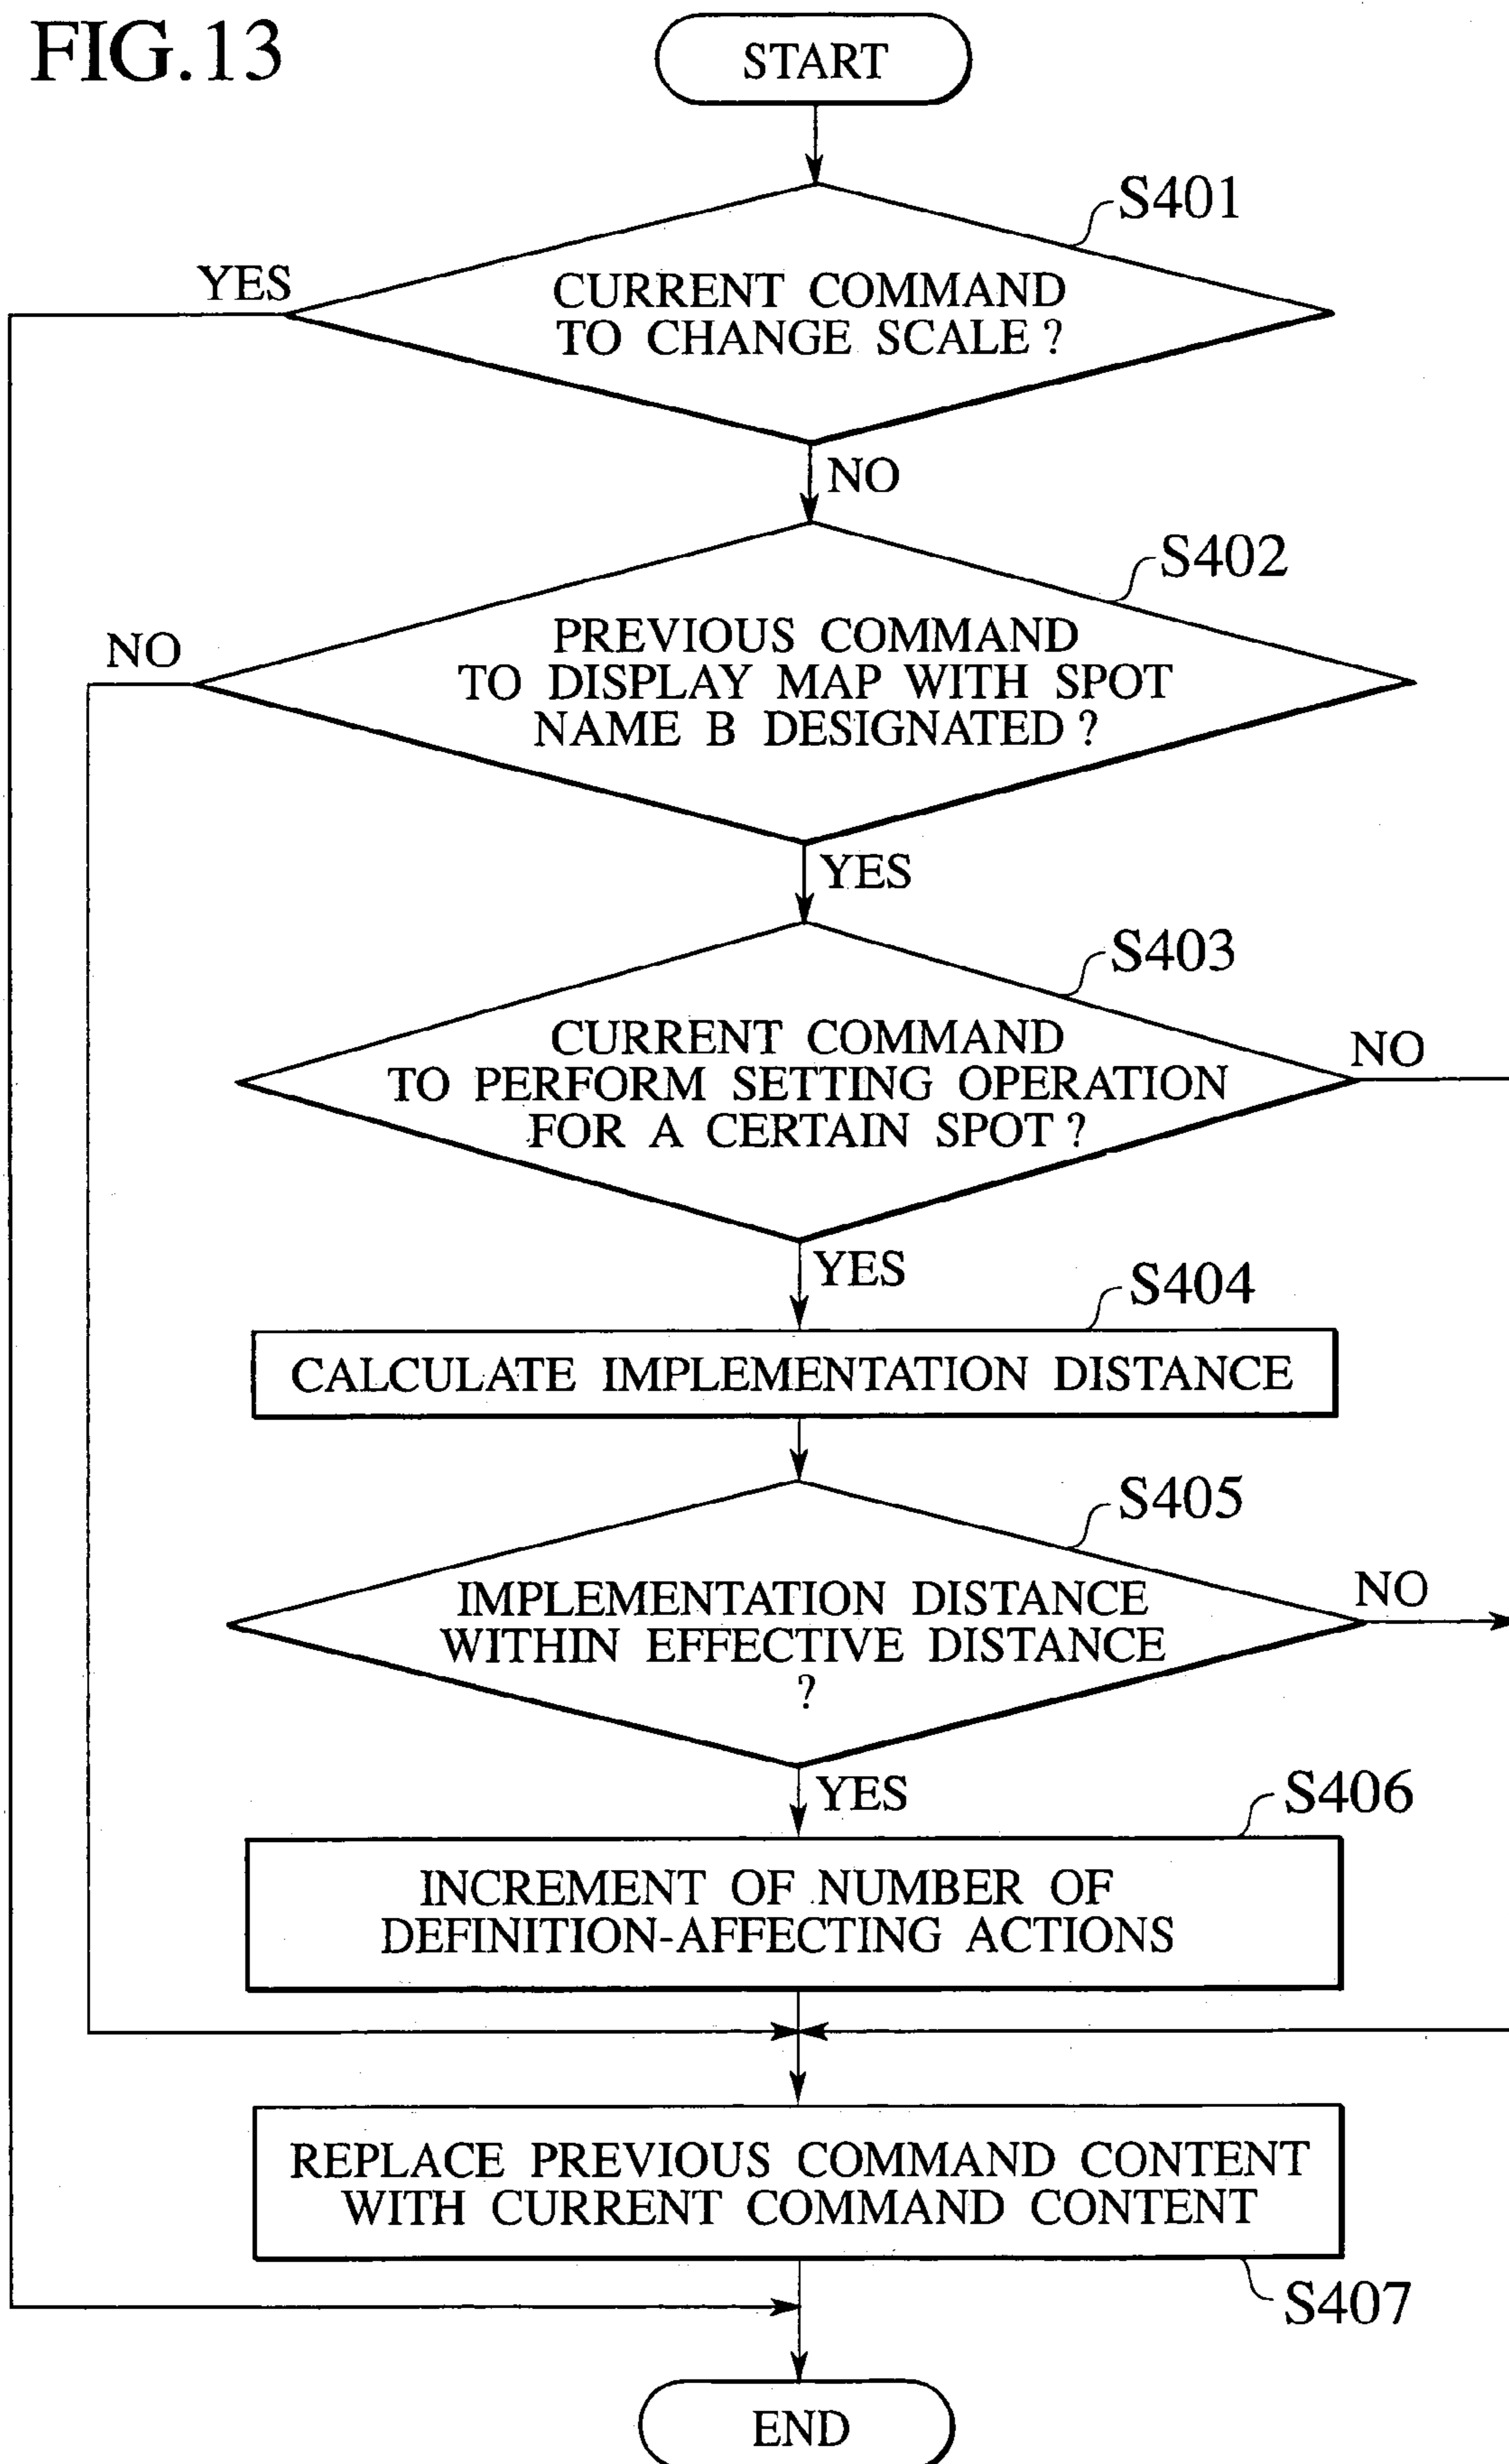 FIG.13
START
S401
YES
CURRENT COMMAND
TO CHANGE SCALE ?
NO
S402
NO
PREVIOUS COMMAND
TO DISPLAY MAP WITH SPOT
NAME B DESIGNATED ?
YES
S403
CURRENT COMMAND
TO PERFORM SETTING OPERATION
FOR A CERTAIN SPOT ?
NO
YES
S404
CALCULATE IMPLEMENTATION DISTANCE
S405
IMPLEMENTATION DISTANCE
WITHIN EFFECTIVE DISTANCE
?
NO
YES
S406
INCREMENT OF NUMBER OF
DEFINITION-AFFECTING ACTIONS
REPLACE PREVIOUS COMMAND CONTENT
WITH CURRENT COMMAND CONTENT
S407
END